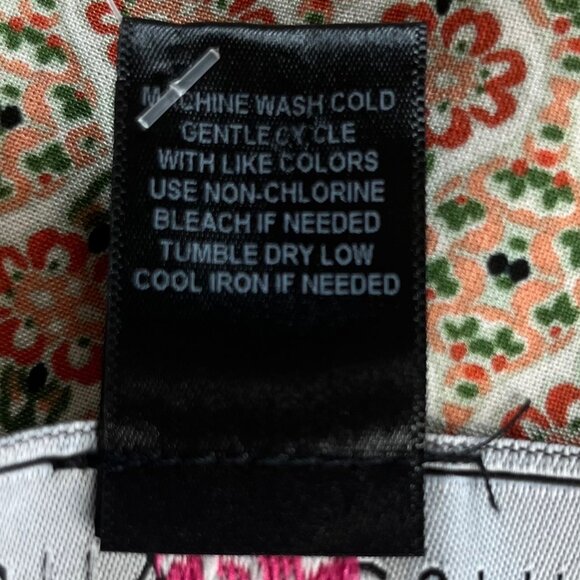 MACHINE WASH COLD
GENTLE CYCLE
WITH LIKE COLORS
USE NON-CHLORINE
BLEACH IF NEEDED
TUMBLE DRY LOW
COOL IRON IF NEEDED